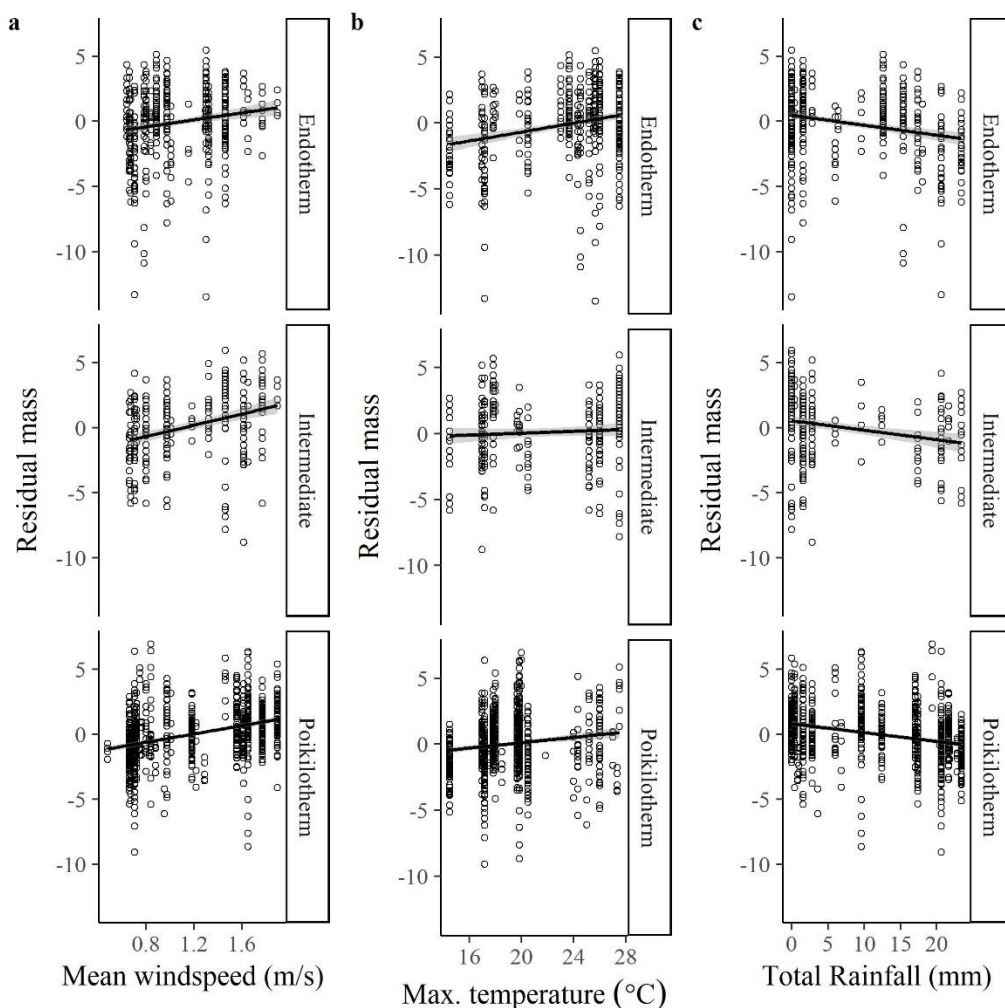 a
b
c
5
0
-5
-10
Endotherm
5
0
-5
-10
Endotherm
5
0
-5
-10
Endotherm
Residual mass
5
0
-5
-10
Intermediate
Residual mass
5
0
-5
-10
Intermediate
Residual mass
5
0
-5
-10
Intermediate
5
0
-5
-10
Poikilotherm
5
0
-5
-10
Poikilotherm
5
0
-5
-10
Poikilotherm
0.8 1.2 1.6
16 20 24 28
0 5 10 15 20
Mean windspeed (m/s)
Max. temperature (°C)
Total Rainfall (mm)